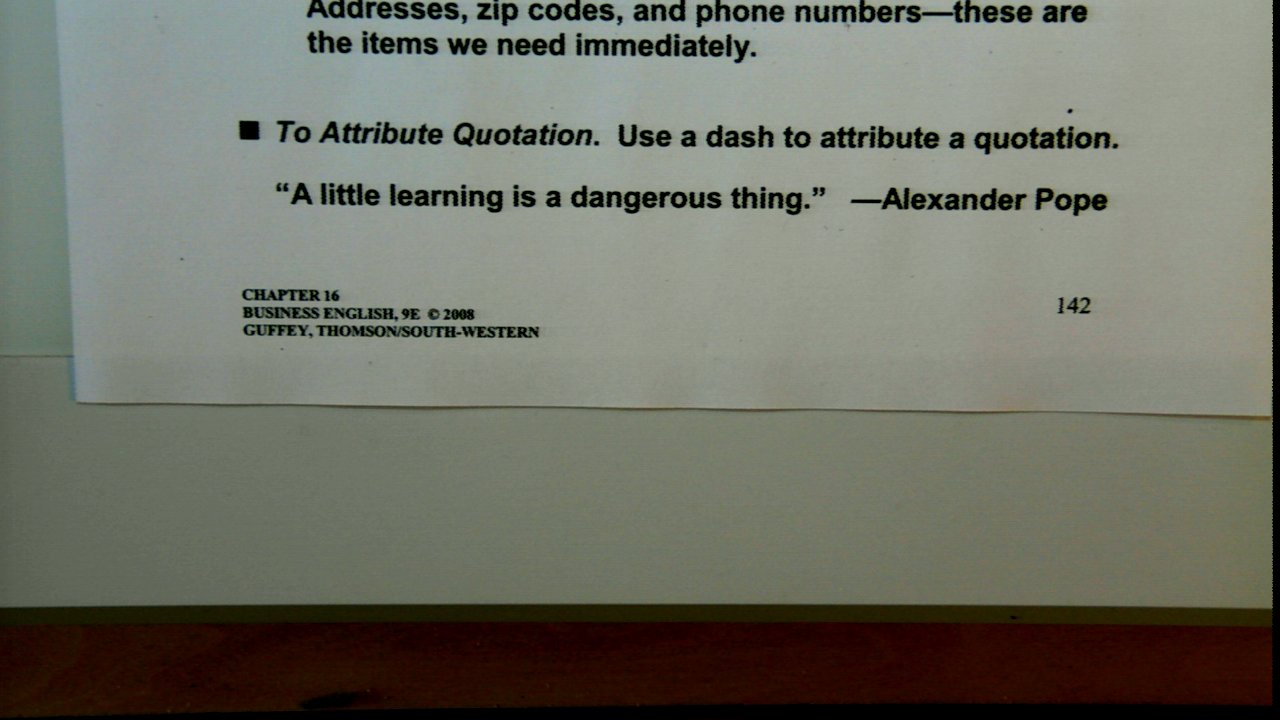 Addresses, zip codes, and phone numbers—these are
the items we need immediately.
■ To Attribute Quotation. Use a dash to attribute a quotation.
“A little learning is a dangerous thing.” —Alexander Pope
CHAPTER 16
BUSINESS ENGLISH, 9E © 2008
GUFFEY, THOMSON/SOUTH-WESTERN
142